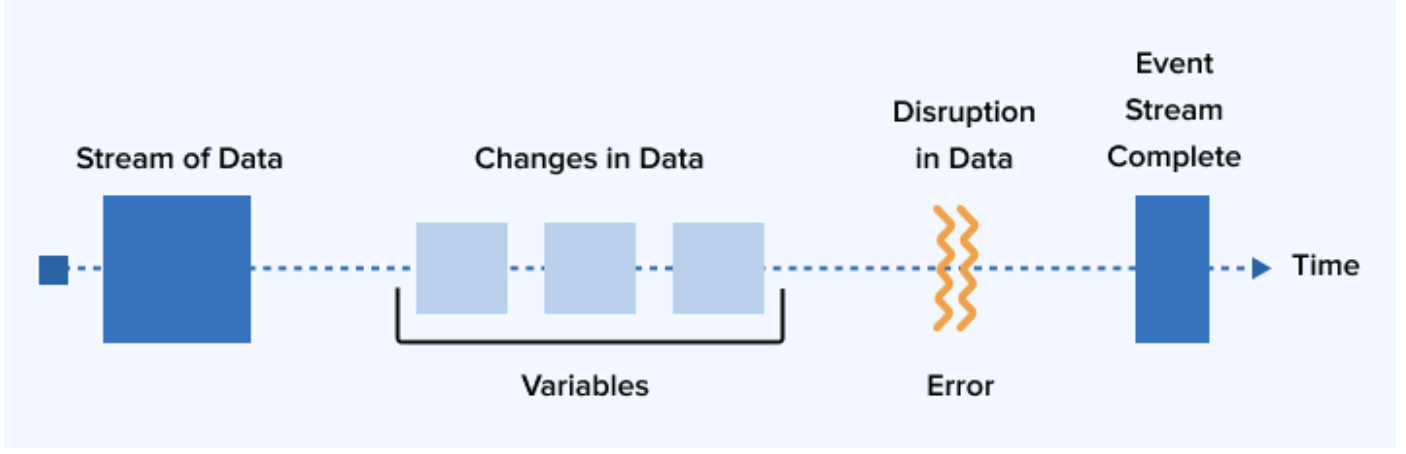 Stream of Data
Changes in Data
Disruption
in Data
Event
Stream
Complete
Time
Variables
Error